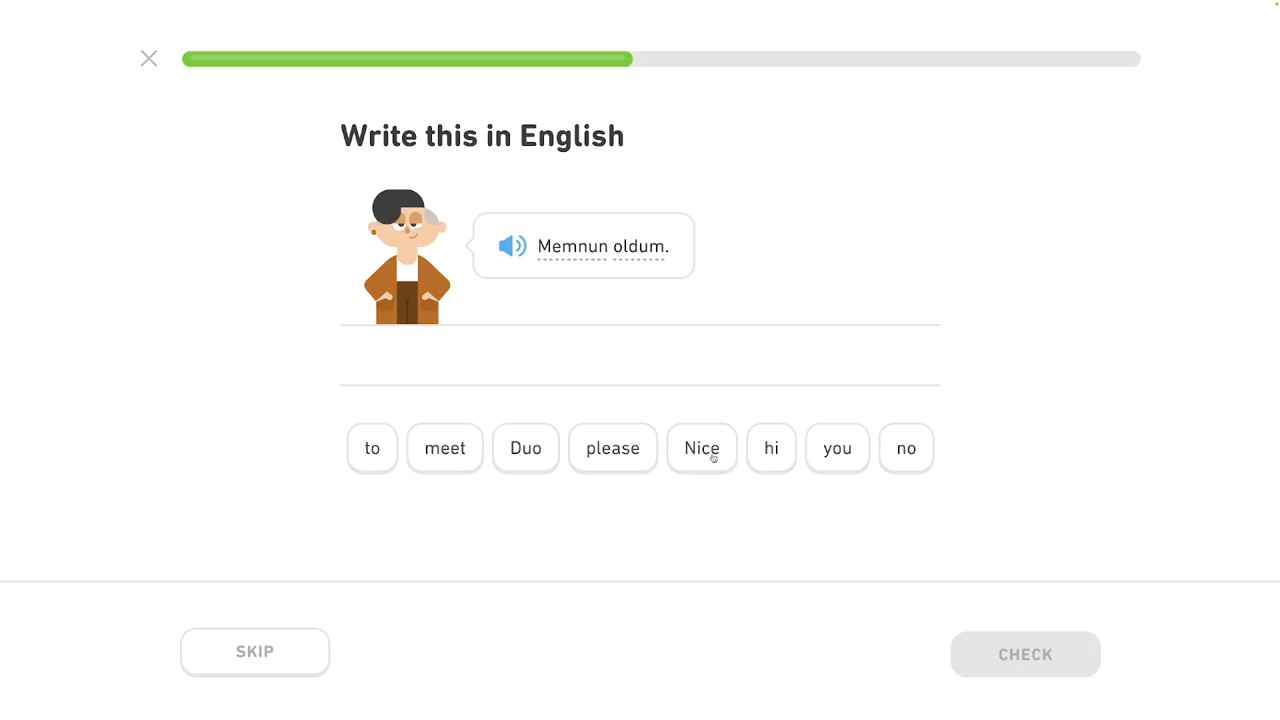 Write this in English
Memnun oldum.
to meet Duo please Nice hi you no
SKIP CHECK